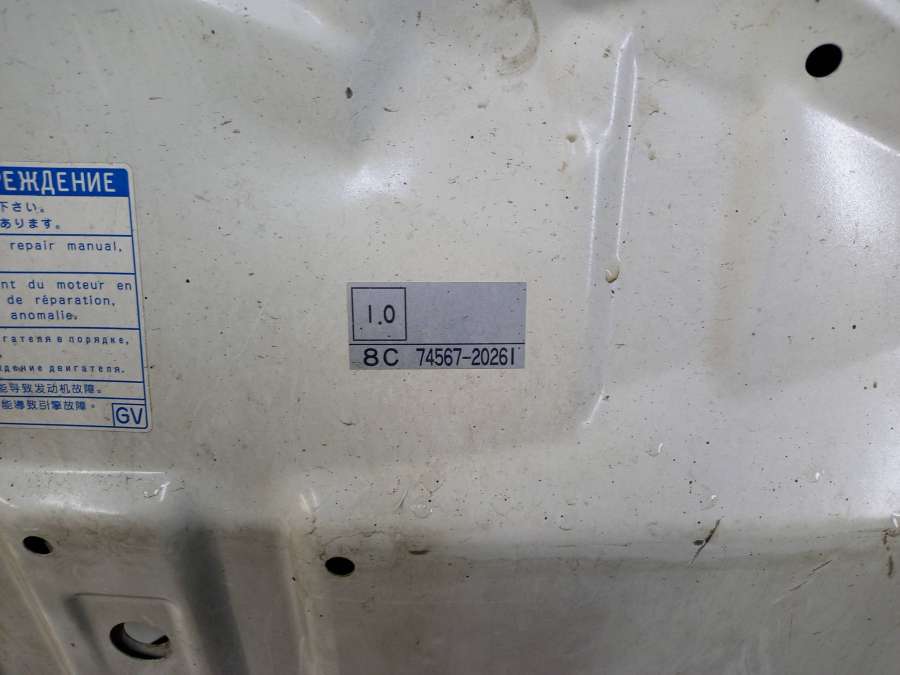 РЕЖДЕНИЕ
下さい。
あります。
repair manual,
nt du moteur en
de réparation,
anomalie.
гателя в порядке,
дение двигателя.
能导致发动机故障。
能導致引擎故障。
GV
1.0
8C 74567-20261